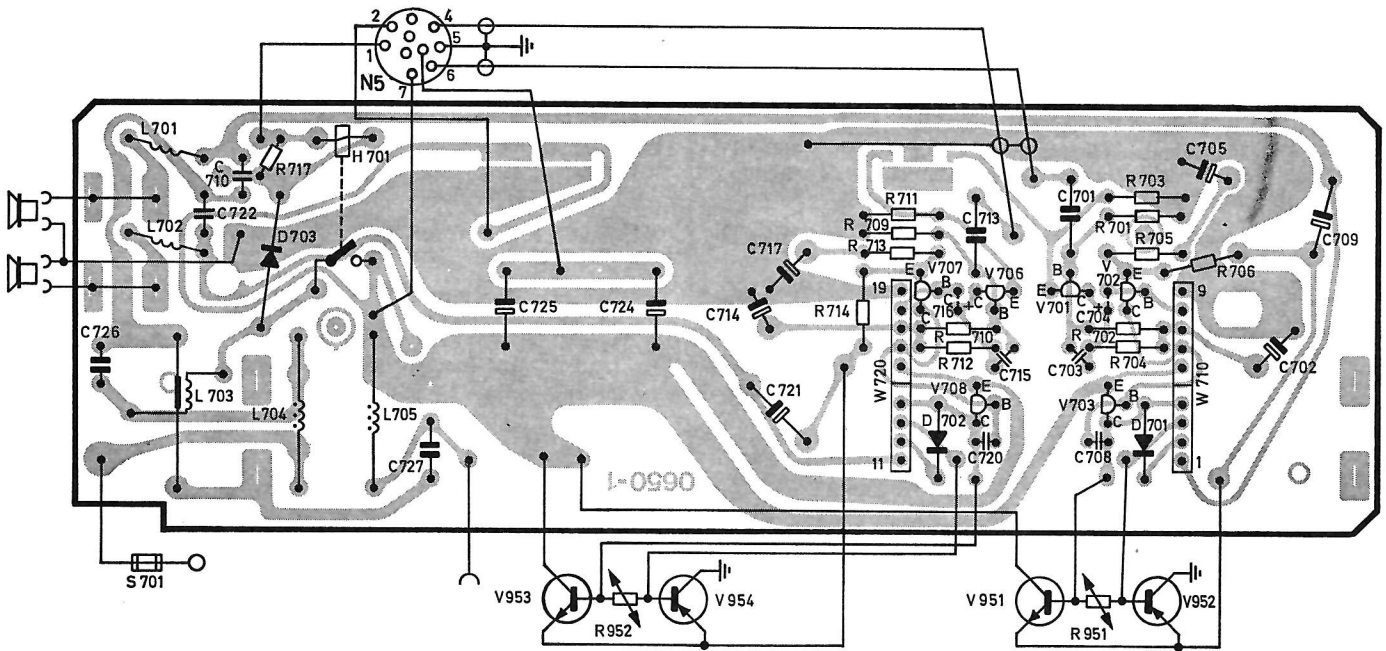 2
4
1
5
N5
6
7
L701
C
710
R717
H701
C722
L702
D703
C726
L703
L704
L705
C727
S701
C725
C724
C717
C714
C721
0650-1
R711
R 709
R 713
C 713
R714
V707
V706
E
B
C
716
C
E
B
19
C
R
710
R712
C715
W720
V708
E
B
C
D 702
C720
11
C701
R703
R701
R705
C705
R706
C709
V
702
B
E
C
V701
E
B
C
C704
R
702
R704
C703
9
W710
C702
V703
E
B
C
D
701
C708
1
V953
R952
V954
V951
R951
V952